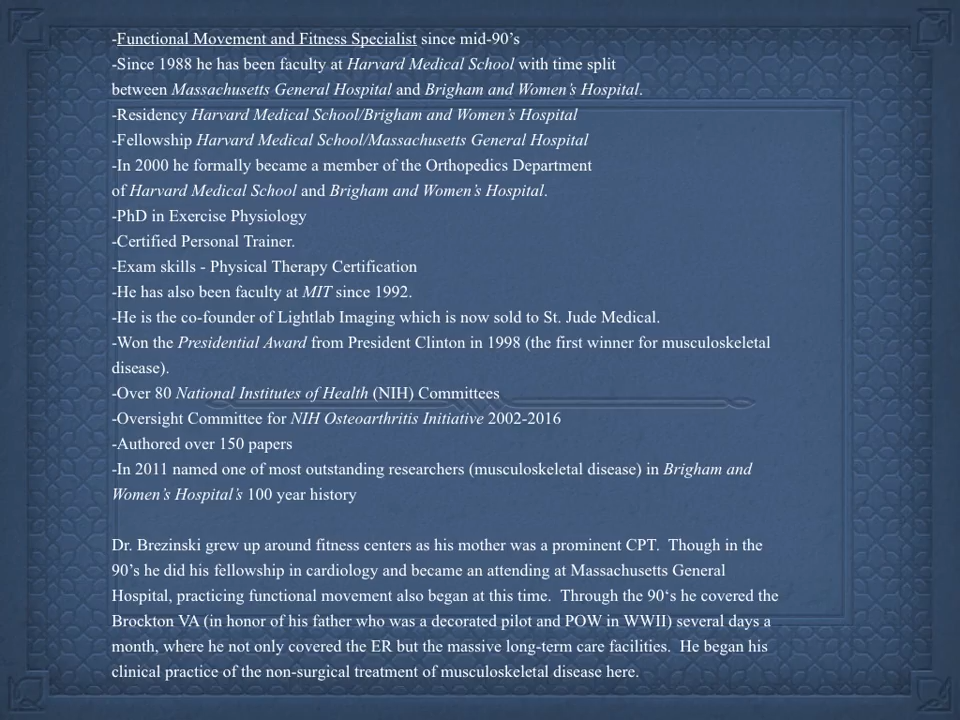 -Functional Movement and Fitness Specialist since mid-90’s
-Since 1988 he has been faculty at Harvard Medical School with time split
between Massachusetts General Hospital and Brigham and Women’s Hospital.
-Residency Harvard Medical School/Brigham and Women’s Hospital
-Fellowship Harvard Medical School/Massachusetts General Hospital
-In 2000 he formally became a member of the Orthopedics Department
of Harvard Medical School and Brigham and Women’s Hospital.
-PhD in Exercise Physiology
-Certified Personal Trainer.
-Exam skills - Physical Therapy Certification
-He has also been faculty at MIT since 1992.
-He is the co-founder of Lightlab Imaging which is now sold to St. Jude Medical.
-Won the Presidential Award from President Clinton in 1998 (the first winner for musculoskeletal
disease).
-Over 80 National Institutes of Health (NIH) Committees
-Oversight Committee for NIH Osteoarthritis Initiative 2002-2016
-Authored over 150 papers
-In 2011 named one of most outstanding researchers (musculoskeletal disease) in Brigham and
Women’s Hospital’s 100 year history
Dr. Brezinski grew up around fitness centers as his mother was a prominent CPT.  Though in the
90’s he did his fellowship in cardiology and became an attending at Massachusetts General
Hospital, practicing functional movement also began at this time.  Through the 90‘s he covered the
Brockton VA (in honor of his father who was a decorated pilot and POW in WWII) several days a
month, where he not only covered the ER but the massive long-term care facilities.  He began his
clinical practice of the non-surgical treatment of musculoskeletal disease here.